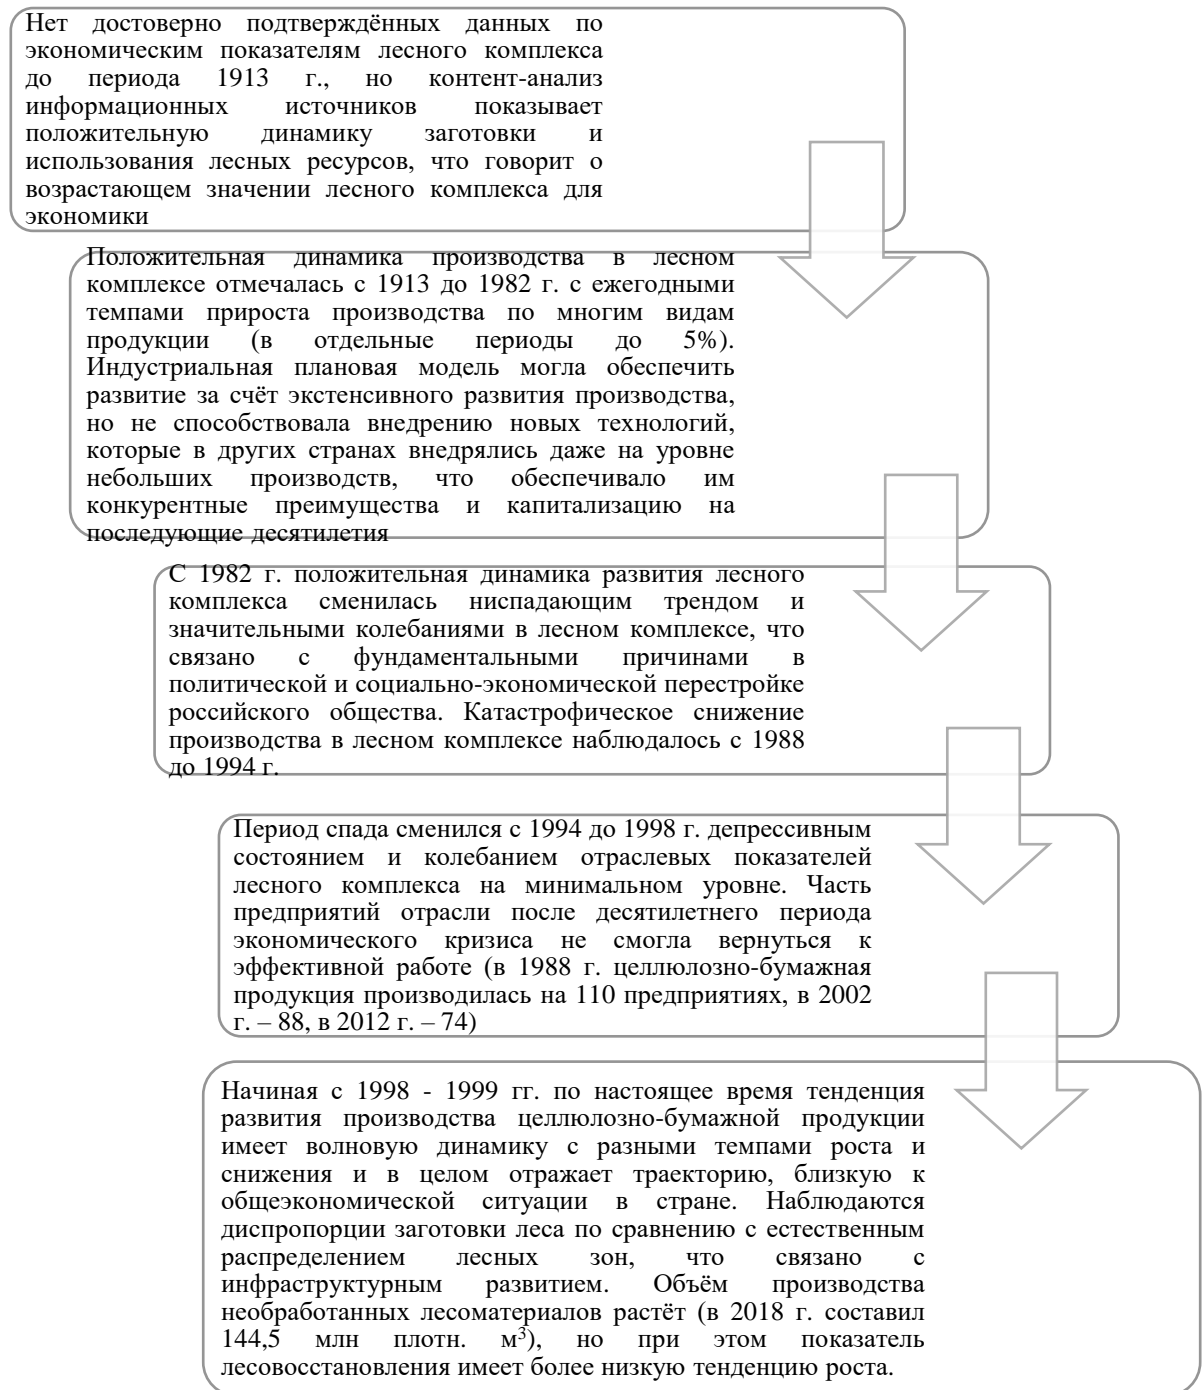 Нет достоверно подтверждённых данных по
экономическим показателям лесного комплекса
до периода 1913 г., но контент-анализ
информационных источников показывает
положительную динамику заготовки и
использования лесных ресурсов, что говорит о
возрастающем значении лесного комплекса для
экономики
Положительная динамика производства в лесном
комплексе отмечалась с 1913 до 1982 г. с ежегодными
темпами прироста производства по многим видам
продукции (в отдельные периоды до 5%).
Индустриальная плановая модель могла обеспечить
развитие за счёт экстенсивного развития производства,
но не способствовала внедрению новых технологий,
которые в других странах внедрялись даже на уровне
небольших производств, что обеспечивало им
конкурентные преимущества и капитализацию на
последующие десятилетия
С 1982 г. положительная динамика развития лесного
комплекса сменилась ниспадающим трендом и
значительными колебаниями в лесном комплексе, что
связано с фундаментальными причинами в
политической и социально-экономической перестройке
российского общества. Катастрофическое снижение
производства в лесном комплексе наблюдалось с 1988
до 1994 г.
Период спада сменился с 1994 до 1998 г. депрессивным
состоянием и колебанием отраслевых показателей
лесного комплекса на минимальном уровне. Часть
предприятий отрасли после десятилетнего периода
экономического кризиса не смогла вернуться к
эффективной работе (в 1988 г. целлюлозно-бумажная
продукция производилась на 110 предприятиях, в 2002
г. – 88, в 2012 г. – 74)
Начиная с 1998 - 1999 гг. по настоящее время тенденция
развития производства целлюлозно-бумажной продукции
имеет волновую динамику с разными темпами роста и
снижения и в целом отражает траекторию, близкую к
общеэкономической ситуации в стране. Наблюдаются
диспропорции заготовки леса по сравнению с естественным
распределением лесных зон, что связано с
инфраструктурным развитием. Объём производства
необработанных лесоматериалов растёт (в 2018 г. составил
144,5 млн плотн. м³), но при этом показатель
лесовосстановления имеет более низкую тенденцию роста.